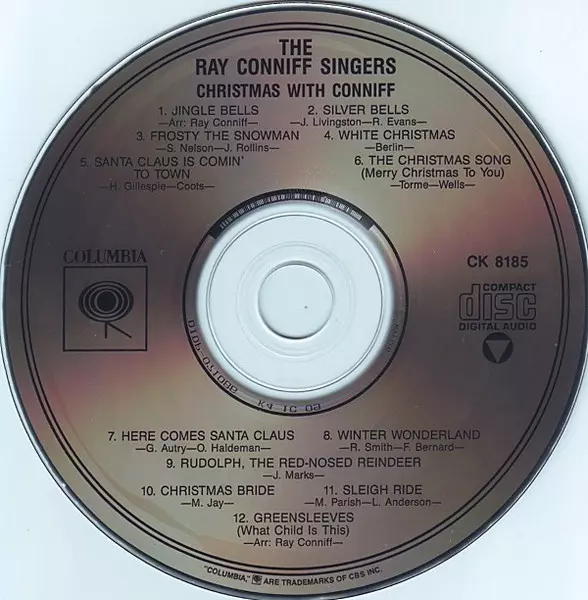 THE
RAY CONNIFF SINGERS
CHRISTMAS WITH CONNIFF
1. JINGLE BELLS
—Arr: Ray Conniff—
2. SILVER BELLS
—J. Livingston—R. Evans—
3. FROSTY THE SNOWMAN
—S. Nelson—J. Rollins—
4. WHITE CHRISTMAS
—Berlin—
5. SANTA CLAUS IS COMIN'
TO TOWN
—H. Gillespie—Coots—
6. THE CHRISTMAS SONG
(Merry Christmas To You)
—Torme—Wells—
COLUMBIA
CK 8185
COMPACT
disc
DIGITAL AUDIO
7. HERE COMES SANTA CLAUS
—G. Autry—O. Haldeman—
8. WINTER WONDERLAND
—R. Smith—F. Bernard—
9. RUDOLPH, THE RED-NOSED REINDEER
—J. Marks—
10. CHRISTMAS BRIDE
—M. Jay—
11. SLEIGH RIDE
—M. Parish—L. Anderson—
12. GREENSLEEVES
(What Child Is This)
—Arr: Ray Conniff—
"COLUMBIA," ARE TRADEMARKS OF CBS INC.